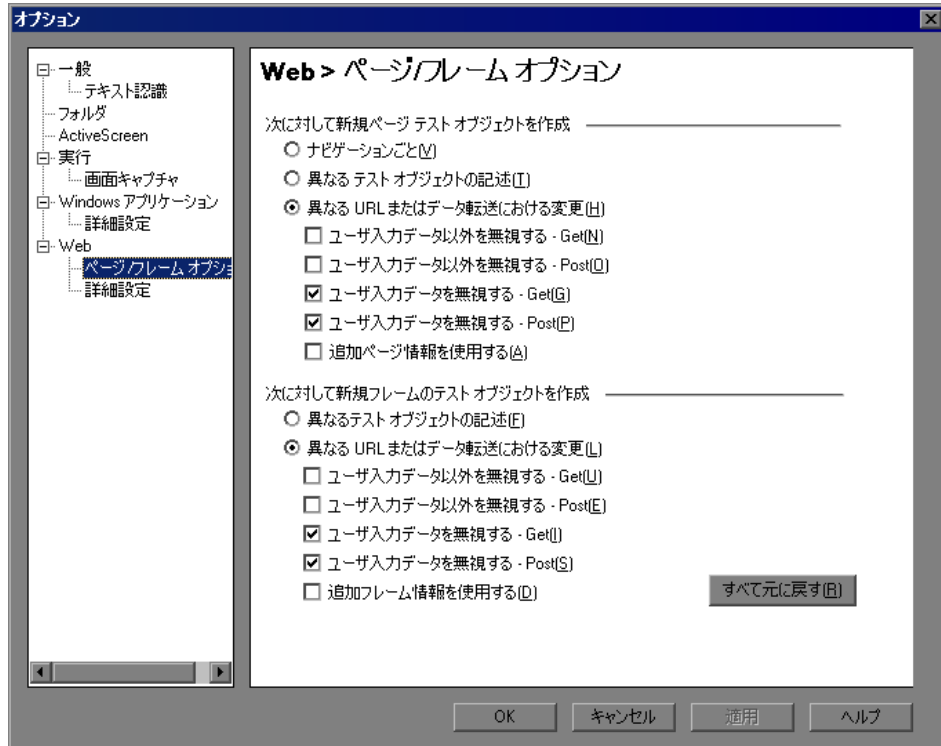 オプション
一般
テキスト認識
フォルダ
ActiveScreen
実行
画面キャプチャ
Windows アプリケーション
詳細設定
Web
ページ/フレーム オプショ
詳細設定
Web > ページ/フレーム オプション
次に対して新規ページ テスト オブジェクトを作成
ナビゲーションごと(V)
異なる テスト オブジェクトの記述(T)
異なる URL またはデータ転送における変更(H)
ユーザ入力データ以外を無視する - Get(N)
ユーザ入力データ以外を無視する - Post(O)
ユーザ入力データを無視する - Get(G)
ユーザ入力データを無視する - Post(P)
追加ページ情報を使用する(A)
次に対して新規フレームのテスト オブジェクトを作成
異なるテスト オブジェクトの記述(F)
異なる URL またはデータ転送における変更(L)
ユーザ入力データ以外を無視する - Get(U)
ユーザ入力データ以外を無視する - Post(E)
ユーザ入力データを無視する - Get(I)
ユーザ入力データを無視する - Post(S)
追加フレーム情報を使用する(D)
すべて元に戻す(R)
OK
キャンセル
適用
ヘルプ